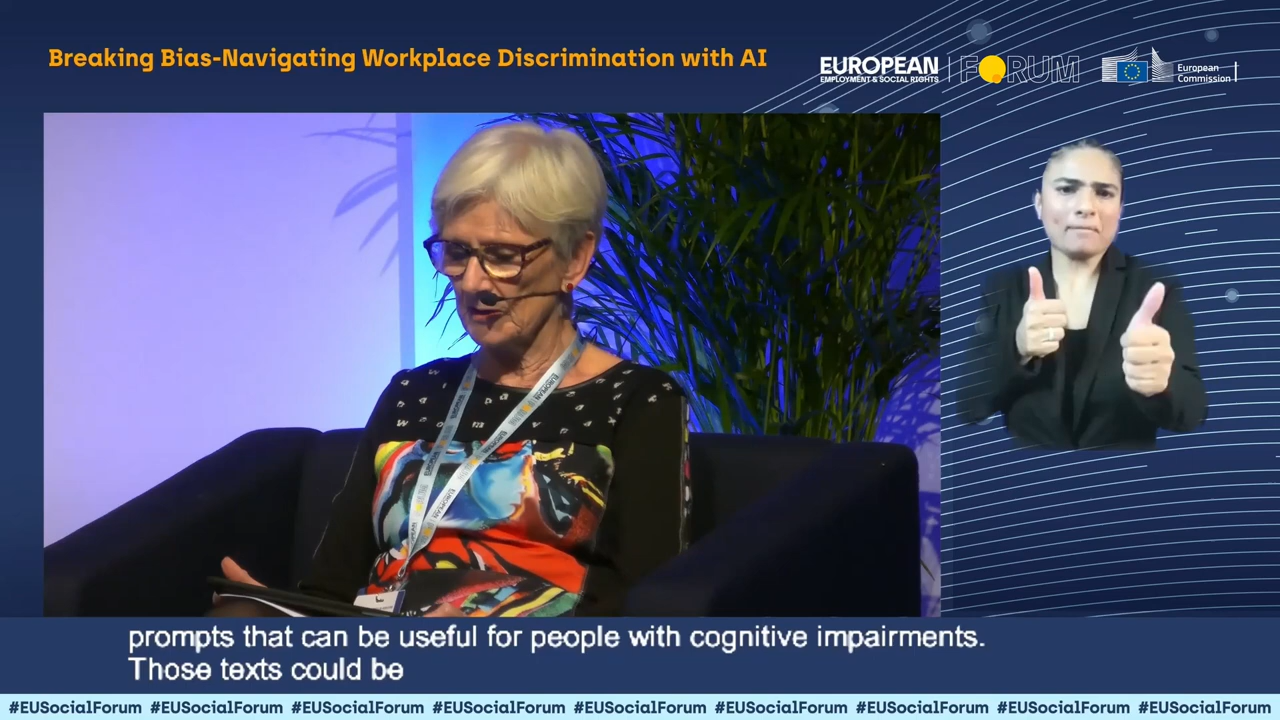 Breaking Bias-Navigating Workplace Discrimination with AI
EUROPEAN
EMPLOYMENT & SOCIAL RIGHTS
FORUM
European
Commission
prompts that can be useful for people with cognitive impairments.
Those texts could be
#EUSocialForum #EUSocialForum #EUSocialForum #EUSocialForum #EUSocialForum #EUSocialForum #EUSocialForum #EUSocialForum #EUSocialForum